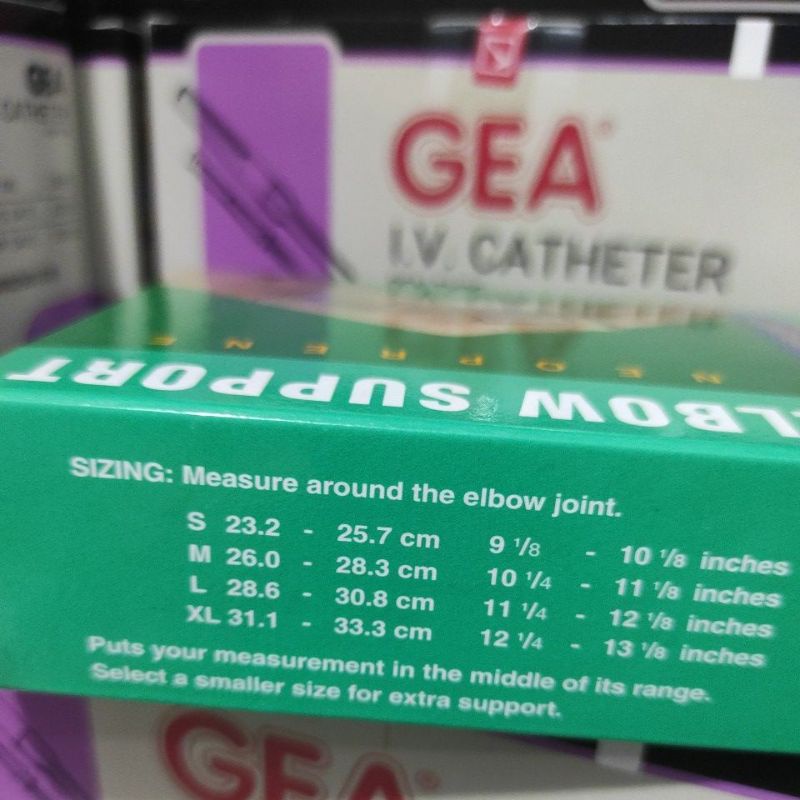 GEA®
I.V. CATHETER
GEA
NEOPRENE
ELBOW SUPPORT
SIZING: Measure around the elbow joint.
S 23.2 - 25.7 cm 9 1/8 - 10 1/8 inches
M 26.0 - 28.3 cm 10 1/4 - 11 1/8 inches
L 28.6 - 30.8 cm 11 1/4 - 12 1/8 inches
XL 31.1 - 33.3 cm 12 1/4 - 13 1/8 inches
Puts your measurement in the middle of its range.
Select a smaller size for extra support.
GEA®